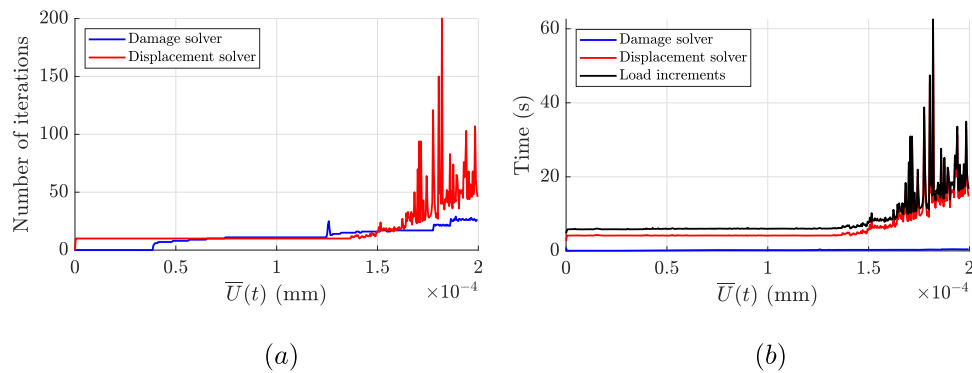 200
150
100
50
0
Number of iterations
Damage solver
Displacement solver
0
0.5
1
1.5
2
U̅(t) (mm)
×10⁻⁴
(a)
60
40
20
0
Time (s)
Damage solver
Displacement solver
Load increments
0
0.5
1
1.5
2
U̅(t) (mm)
×10⁻⁴
(b)